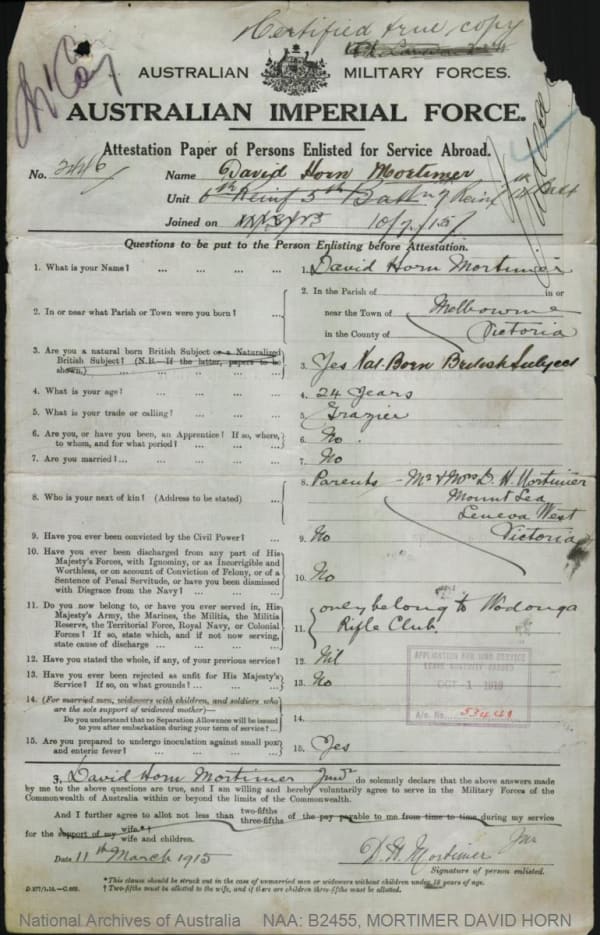 Certified true copy
AUSTRALIAN MILITARY FORCES.
AUSTRALIAN IMPERIAL FORCE.
Attestation Paper of Persons Enlisted for Service Abroad.
No. 2446 Name David Horn Mortimer
Unit 6th Reinf 5th Batt
Joined on 10/7/15
Questions to be put to the Person Enlisting before Attestation.
1. What is your Name? ... ... ... ... 1. David Horn Mortimer
2. In or near what Parish or Town were you born? ... 2. In the Parish of in or
near the Town of Melbourne
in the County of Victoria
3. Are you a natural born British Subject or a Naturalized
British Subject? (N.B.—If the latter, papers to be
shown.) 3. Yes Nat. Born British Subject
4. What is your age? ... ... ... ... 4. 24 Years
5. What is your trade or calling? ... ... ... 5. Grazier
6. Are you, or have you been, an Apprentice? If so, where,
to whom, and for what period? ... ... ... 6. No.
7. Are you married? ... ... ... ... 7. No
8. Who is your next of kin? (Address to be stated) ... 8. Parents - Mr & Mrs D. H. Mortimer
Mount Lea
Leneva West
Victoria
9. Have you ever been convicted by the Civil Power? ... 9. No
10. Have you ever been discharged from any part of His
Majesty's Forces, with Ignominy, or as Incorrigible and
Worthless, or on account of Conviction of Felony, or of a
Sentence of Penal Servitude, or have you been dismissed
with Disgrace from the Navy? ... ... ... 10. No
11. Do you now belong to, or have you ever served in, His
Majesty's Army, the Marines, the Militia, the Militia
Reserve, the Territorial Force, Royal Navy, or Colonial
Forces? If so, state which, and if not now serving,
state cause of discharge ... ... ... 11. only belong to Wodonga
Rifle Club.
12. Have you stated the whole, if any, of your previous service? 12. Nil
13. Have you ever been rejected as unfit for His Majesty's
Service? If so, on what grounds? ... ... ... 13. No
APPLICATION FOR WAR SERVICE
LEAVE GRATUITY PASSED
OCT 1 1919
A/c. No. 53441
14. (For married men, widowers with children, and soldiers who
are the sole support of widowed mother)—
Do you understand that no Separation Allowance will be issued
to you after embarkation during your term of service? ... 14.
15. Are you prepared to undergo inoculation against small pox
and enteric fever? ... ... ... ... 15. Yes
I, David Horn Mortimer Junr do solemnly declare that the above answers made
by me to the above questions are true, and I am willing and hereby voluntarily agree to serve in the Military Forces of the
Commonwealth of Australia within or beyond the limits of the Commonwealth.
And I further agree to allot not less than two-fifths three-fifths of the pay payable to me from time to time during my service
for the support of my wife*† wife and children.
Date 11th March 1915 D. H. Mortimer Jnr
Signature of person enlisted.
*This clause should be struck out in the case of unmarried men or widowers without children under 18 years of age.
† Two-fifths must be allotted to the wife, and if there are children three-fifths must be allotted.
National Archives of Australia NAA: B2455, MORTIMER DAVID HORN